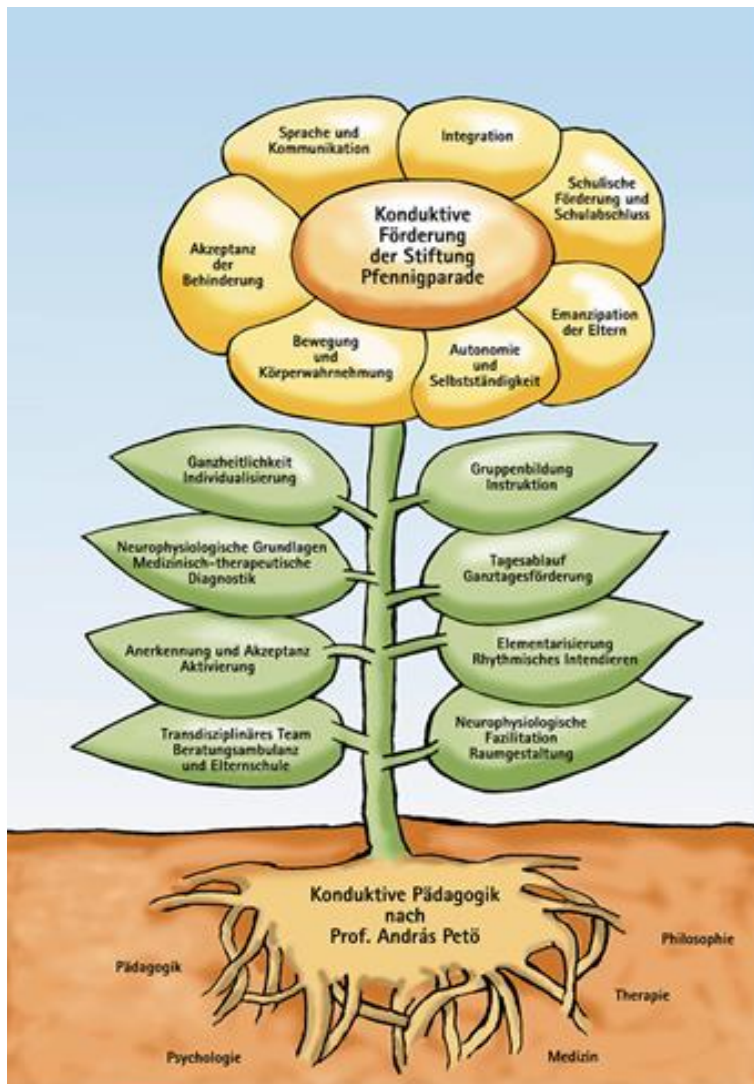 Sprache und
Kommunikation
Integration
Schulische
Förderung und
Schulabschluss
Konduktive
Förderung
der Stiftung
Pfennigparade
Akzeptanz
der
Behinderung
Emanzipation
der Eltern
Bewegung
und
Körperwahrnehmung
Autonomie
und
Selbstständigkeit
Ganzheitlichkeit
Individualisierung
Gruppenbildung
Instruktion
Neurophysiologische Grundlagen
Medizinisch-therapeutische
Diagnostik
Tagesablauf
Ganztagesförderung
Anerkennung und Akzeptanz
Aktivierung
Elementarisierung
Rhythmisches Intendieren
Transdisziplinäres Team
Beratungsambulanz
und Elternschule
Neurophysiologische
Fazilitation
Raumgestaltung
Konduktive Pädagogik
nach
Prof. András Petö
Pädagogik
Philosophie
Therapie
Psychologie
Medizin